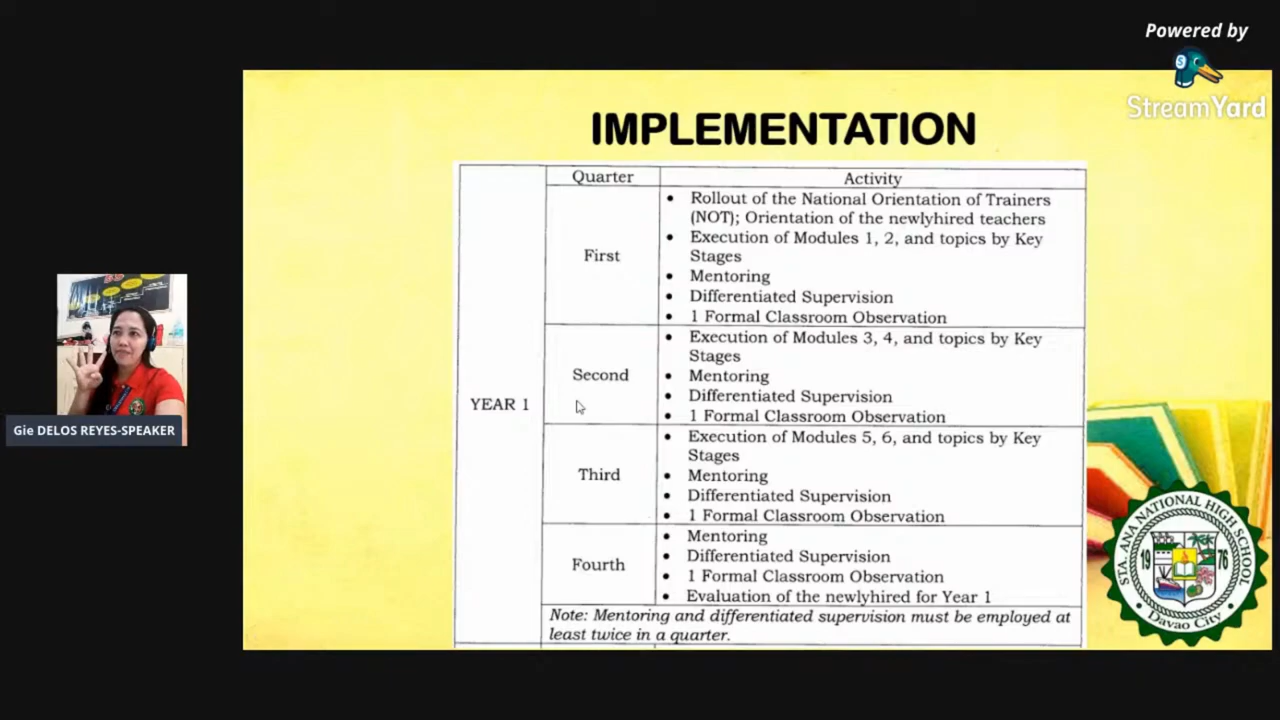 Powered by
StreamYard
IMPLEMENTATION
Quarter
Activity
YEAR 1
First
• Rollout of the National Orientation of Trainers
(NOT); Orientation of the newlyhired teachers
• Execution of Modules 1, 2, and topics by Key
Stages
• Mentoring
• Differentiated Supervision
• 1 Formal Classroom Observation
Second
• Execution of Modules 3, 4, and topics by Key
Stages
• Mentoring
• Differentiated Supervision
• 1 Formal Classroom Observation
Third
• Execution of Modules 5, 6, and topics by Key
Stages
• Mentoring
• Differentiated Supervision
• 1 Formal Classroom Observation
Fourth
• Mentoring
• Differentiated Supervision
• 1 Formal Classroom Observation
• Evaluation of the newlyhired for Year 1
Note: Mentoring and differentiated supervision must be employed at
least twice in a quarter.
Gie DELOS REYES-SPEAKER
STA. ANA NATIONAL HIGH SCHOOL
19 76
Davao City